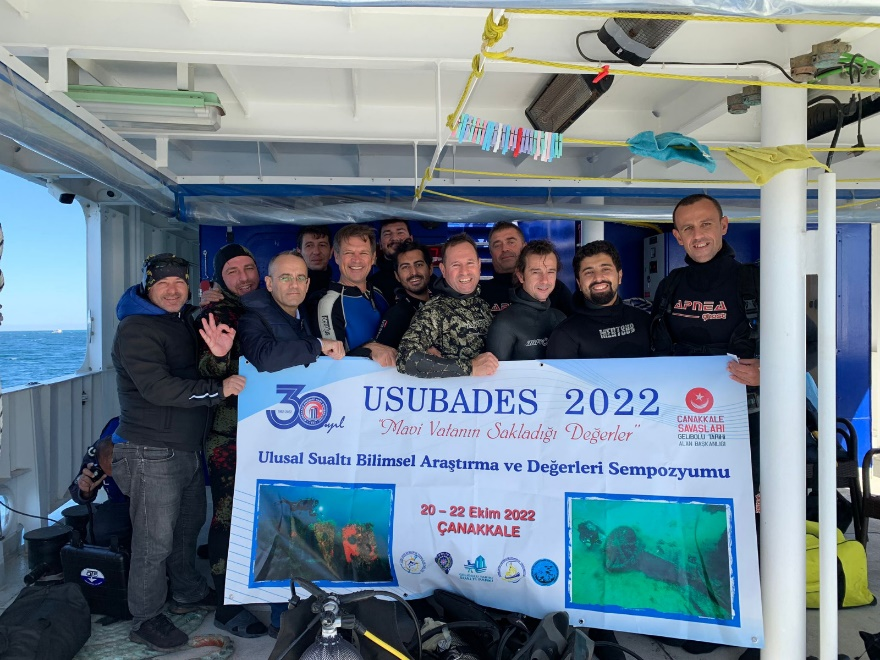 APNEA
METSUB
30
yıl
USUBADES 2022
"Mavi Vatanın Sakladığı Değerler"
ÇANAKKALE
SAVAŞLARI
GELİBOLU TARİHİ
ALAN BAŞKANLIĞI
Ulusal Sualtı Bilimsel Araştırma ve Değerleri Sempozyumu
20 – 22 Ekim 2022
ÇANAKKALE